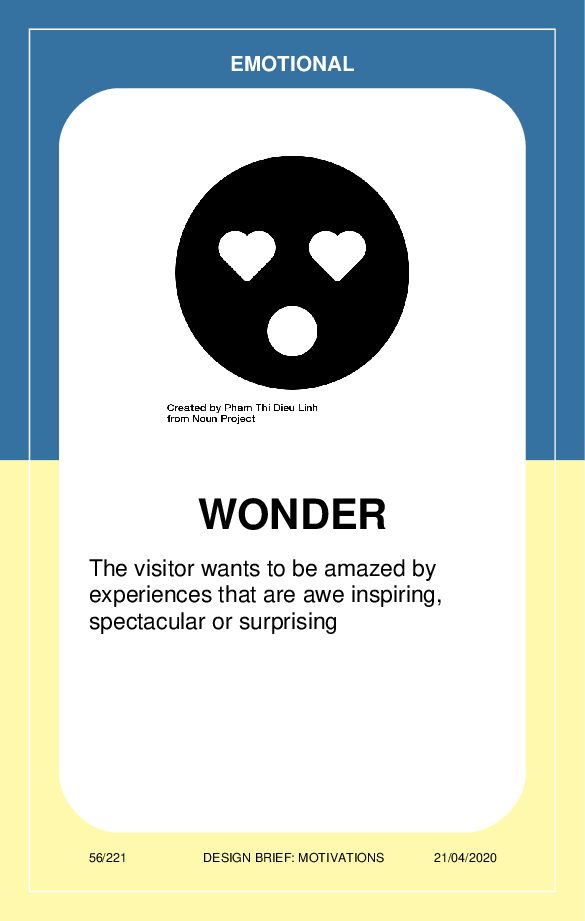 EMOTIONAL
Created by Pham Thi Dieu Linh
from Noun Project
WONDER
The visitor wants to be amazed by
experiences that are awe inspiring,
spectacular or surprising
56/221 DESIGN BRIEF: MOTIVATIONS 21/04/2020